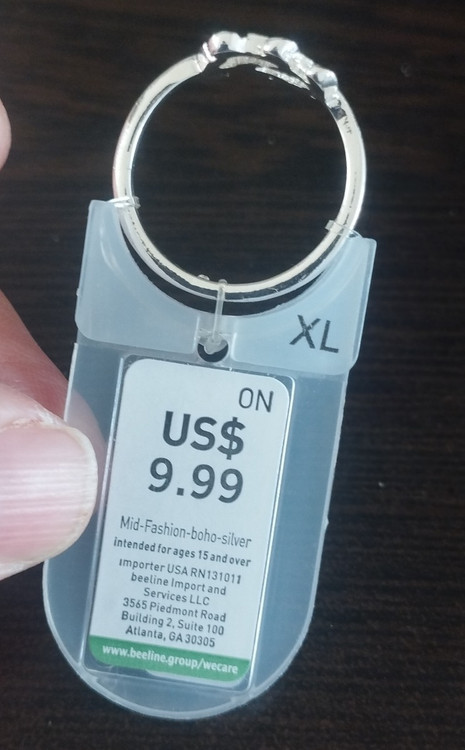 XL
ON
US$
9.99
Mid-Fashion-boho-silver
intended for ages 15 and over
importer USA RN131011
beeline Import and
Services LLC
3565 Piedmont Road
Building 2, Suite 100
Atlanta, GA 30305
www.beeline.group/wecare